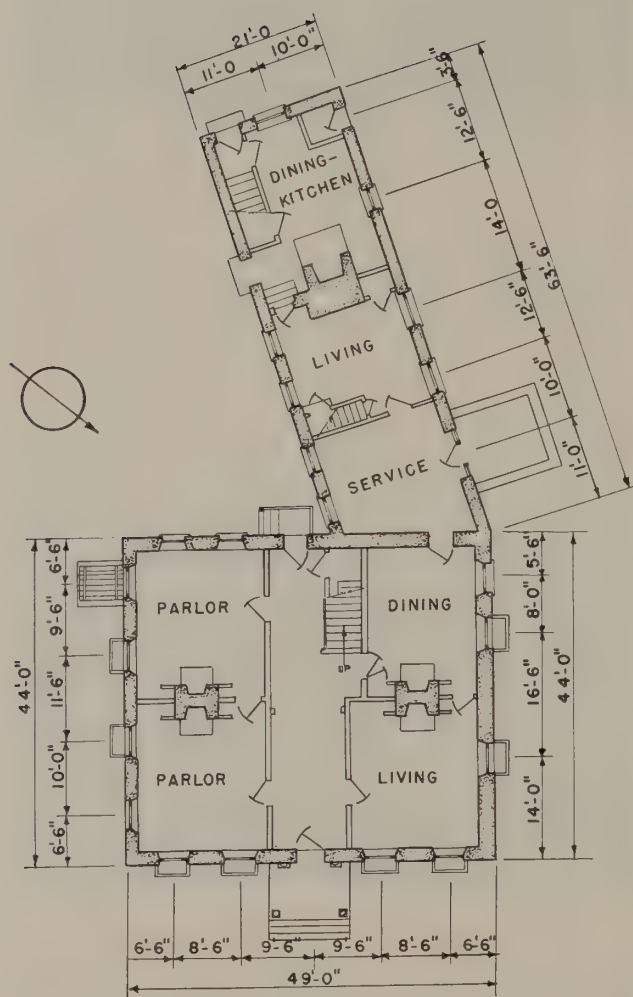 21'-0
11'-0 10'-0"
3'-6"
12'-6"
14'-0
63'-6"
12'-6"
10'-0"
11'-0"
DINING-
KITCHEN
LIVING
SERVICE
6'-6"
9'-6"
11'-6"
10'-0"
6'-6"
44'-0"
PARLOR
DINING
UP
PARLOR
LIVING
5'-6"
8'-0"
16'-6"
14'-0"
44'-0"
6'-6" 8'-6" 9'-6" 9'-6" 8'-6" 6'-6"
49'-0"